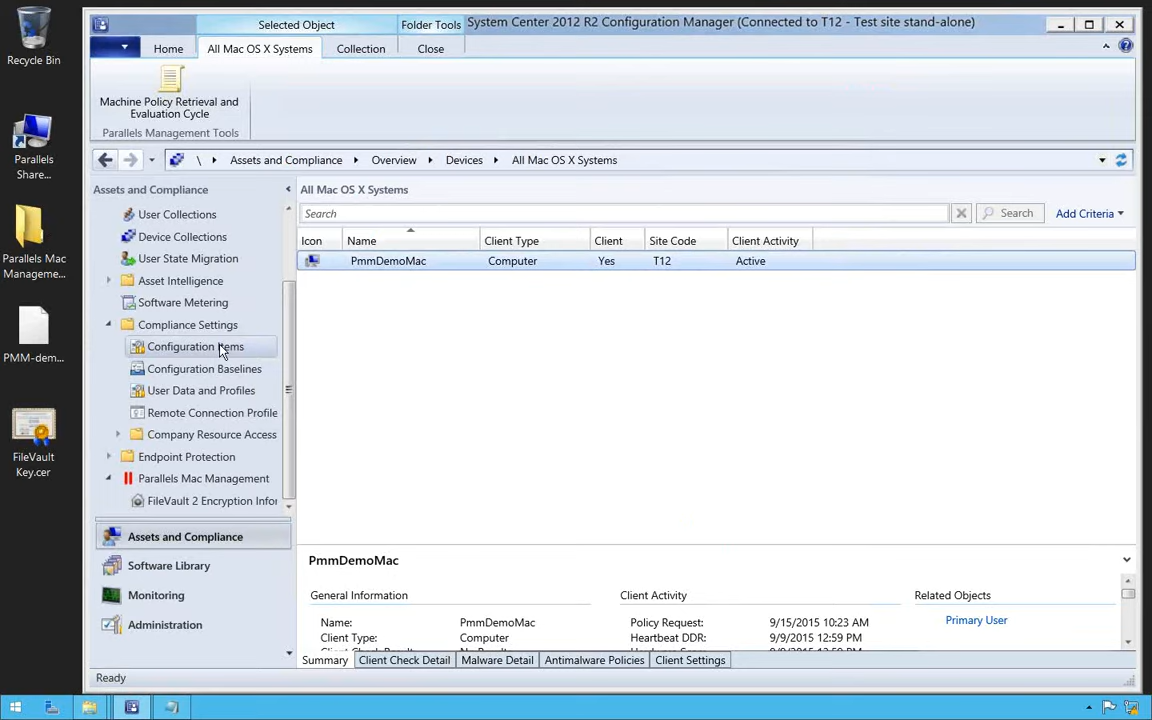 Recycle Bin
Parallels
Share...
Parallels Mac
Manageme...
PMM-dem...
FileVault
Key.cer
Selected Object
Folder Tools
System Center 2012 R2 Configuration Manager (Connected to T12 - Test site stand-alone)
Home
All Mac OS X Systems
Collection
Close
Machine Policy Retrieval and
Evaluation Cycle
Parallels Management Tools
\ Assets and Compliance Overview Devices All Mac OS X Systems
Assets and Compliance
User Collections
Device Collections
User State Migration
Asset Intelligence
Software Metering
Compliance Settings
Configuration Items
Configuration Baselines
User Data and Profiles
Remote Connection Profile
Company Resource Access
Endpoint Protection
Parallels Mac Management
FileVault 2 Encryption Infor
Assets and Compliance
Software Library
Monitoring
Administration
All Mac OS X Systems
Search
Search
Add Criteria
Icon Name Client Type Client Site Code Client Activity
PmmDemoMac Computer Yes T12 Active
PmmDemoMac
General Information
Name: PmmDemoMac
Client Type: Computer
Client Activity
Policy Request: 9/15/2015 10:23 AM
Heartbeat DDR: 9/9/2015 12:59 PM
Related Objects
Primary User
Summary Client Check Detail Malware Detail Antimalware Policies Client Settings
Ready